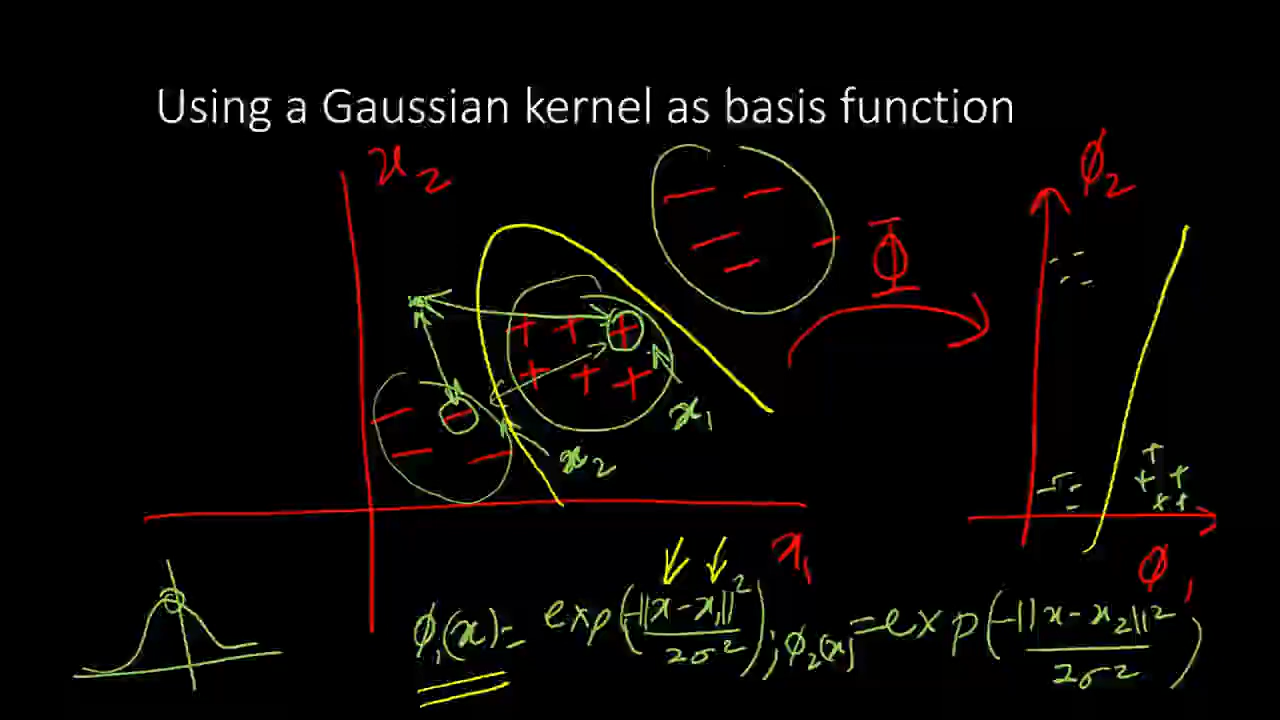 Using a Gaussian kernel as basis function
x₂
ϕ₂
Φ
x₁
x₂
x₁
ϕ₁
ϕ₁(x) = exp(-||x-x₁||²/2σ²); ϕ₂(x) = exp(-||x-x₂||²/2σ²)